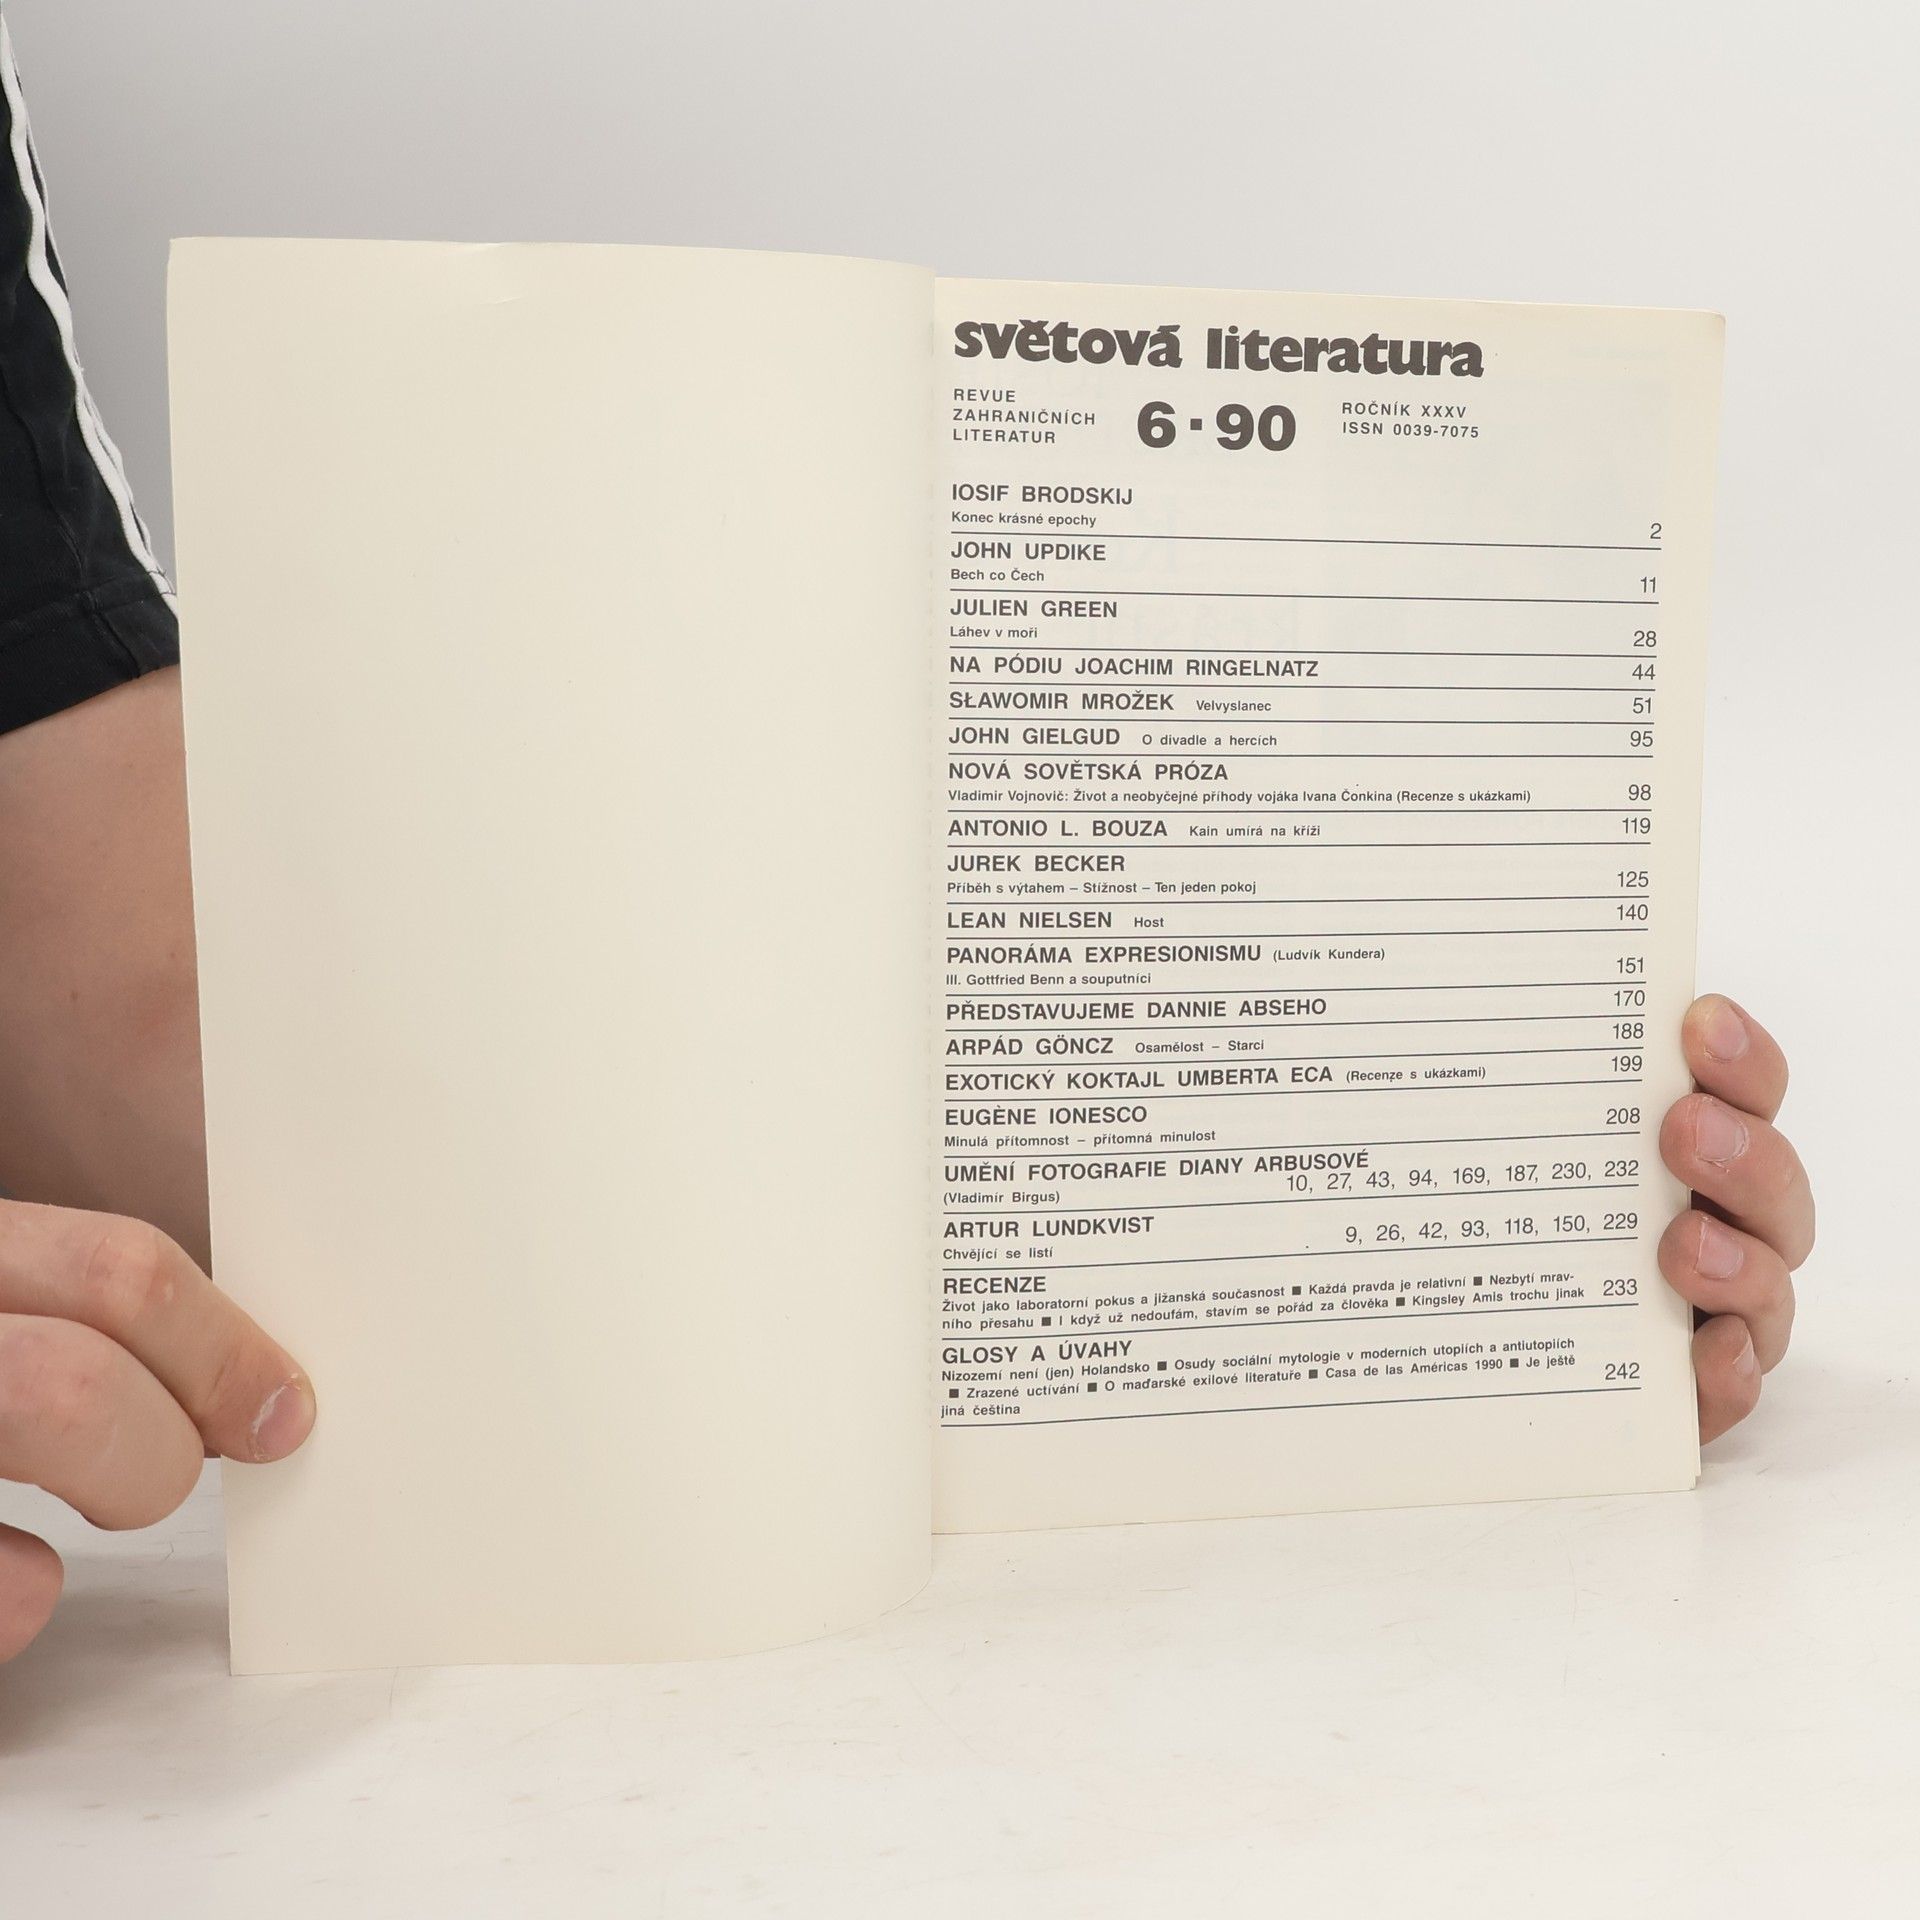 světová literatura
REVUE
ZAHRANIČNÍCH
LITERATUR
6·90
ROČNÍK XXXV
ISSN 0039-7075
IOSIF BRODSKIJ
Konec krásné epochy 2
JOHN UPDIKE
Bech co Čech 11
JULIEN GREEN
Láhev v moři 28
NA PÓDIU JOACHIM RINGELNATZ 44
SŁAWOMIR MROŽEK Velvyslanec 51
JOHN GIELGUD O divadle a hercích 95
NOVÁ SOVĚTSKÁ PRÓZA
Vladimir Vojnovič: Život a neobyčejné příhody vojáka Ivana Čonkina (Recenze s ukázkami) 98
ANTONIO L. BOUZA Kain umírá na kříži 119
JUREK BECKER
Příběh s výtahem – Stížnost – Ten jeden pokoj 125
LEAN NIELSEN Host 140
PANORÁMA EXPRESIONISMU (Ludvík Kundera)
III. Gottfried Benn a souputníci 151
PŘEDSTAVUJEME DANNIE ABSEHO 170
ARPÁD GÖNCZ Osamělost – Starci 188
EXOTICKÝ KOKTAJL UMBERTA ECA (Recenze s ukázkami) 199
EUGÈNE IONESCO
Minulá přítomnost – přítomná minulost 208
UMĚNÍ FOTOGRAFIE DIANY ARBUSOVÉ
(Vladimír Birgus) 10, 27, 43, 94, 169, 187, 230, 232
ARTUR LUNDKVIST
Chvějící se listí 9, 26, 42, 93, 118, 150, 229
RECENZE
Život jako laboratorní pokus a jižanská současnost ■ Každá pravda je relativní ■ Nezbytí mrav-
ního přesahu ■ I když už nedoufám, stavím se pořád za člověka ■ Kingsley Amis trochu jinak 233
GLOSY A ÚVAHY
Nizozemí není (jen) Holandsko ■ Osudy sociální mytologie v moderních utopiích a antiutopiích
■ Zrazené uctívání ■ O maďarské exilové literatuře ■ Casa de las Américas 1990 ■ Je ještě
jiná čeština 242